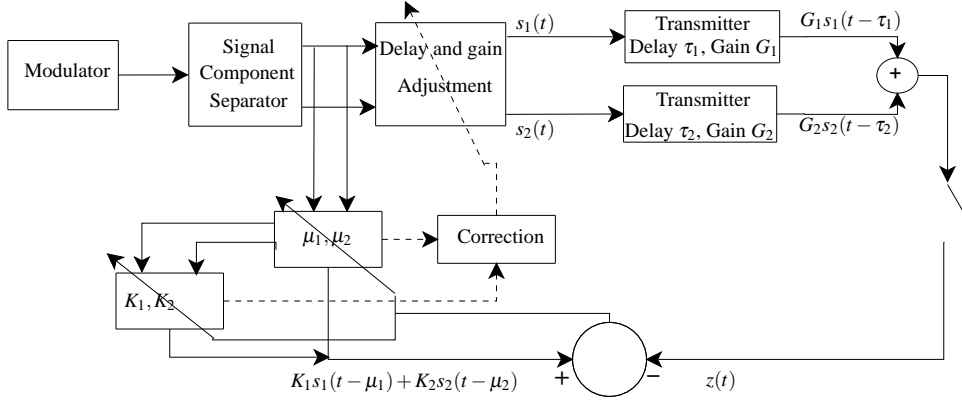 Modulator
Signal
Component
Separator
Delay and gain
Adjustment
s₁(t)
s₂(t)
Transmitter
Delay τ₁, Gain G₁
Transmitter
Delay τ₂, Gain G₂
G₁s₁(t − τ₁)
+
G₂s₂(t − τ₂)
μ₁, μ₂
Correction
K₁, K₂
+
−
K₁s₁(t − μ₁) + K₂s₂(t − μ₂)
z(t)